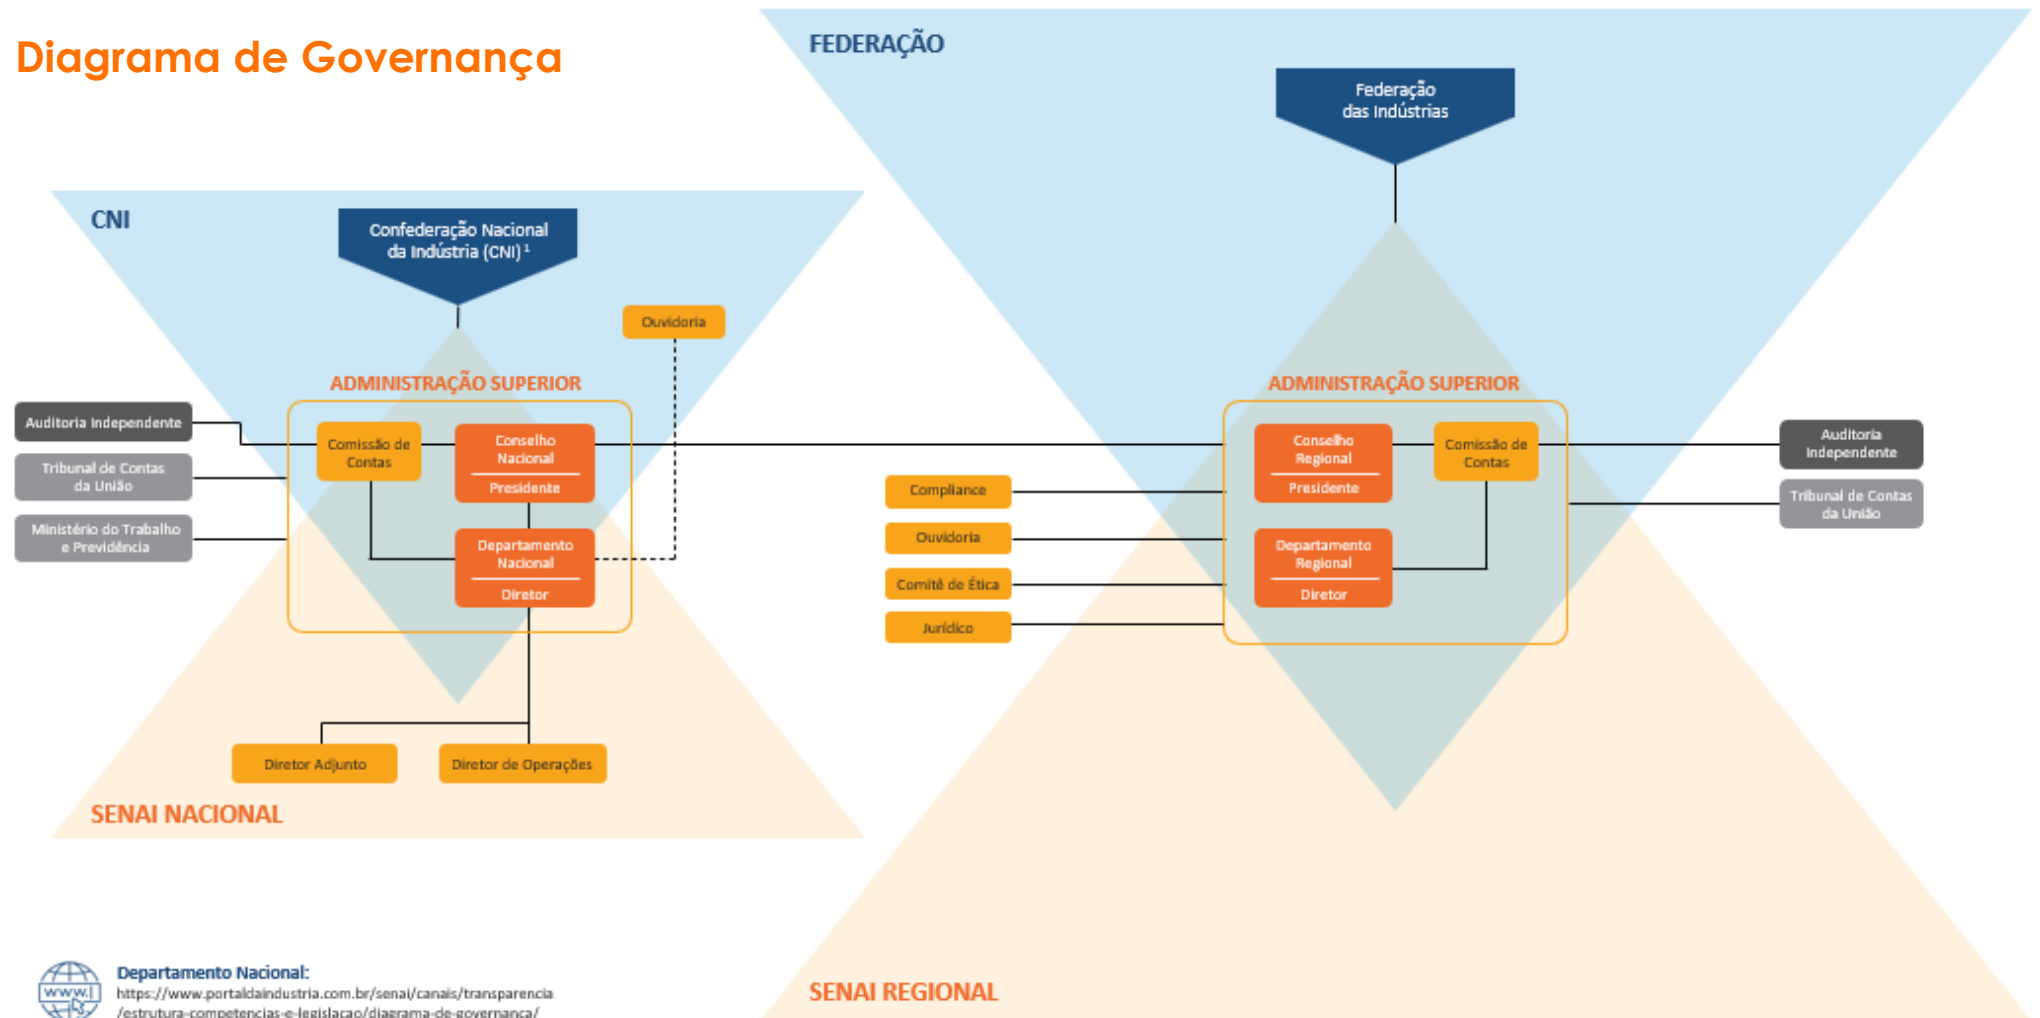 Diagrama de Governança
CNI
Confederação Nacional
da Indústria (CNI) ¹
Ouvidoria
ADMINISTRAÇÃO SUPERIOR
Auditoria Independente
Tribunal de Contas
da União
Ministério do Trabalho
e Previdência
Comissão de
Contas
Conselho
Nacional
Presidente
Departamento
Nacional
Diretor
Diretor Adjunto
Diretor de Operações
SENAI NACIONAL
FEDERAÇÃO
Federação
das Indústrias
ADMINISTRAÇÃO SUPERIOR
Compliance
Ouvidoria
Comitê de Ética
Jurídico
Conselho
Regional
Presidente
Departamento
Regional
Diretor
Comissão de
Contas
Auditoria
Independente
Tribunal de Contas
da União
SENAI REGIONAL
www.
Departamento Nacional:
https://www.portaldaindustria.com.br/senai/canais/transparencia
/estrutura-competencias-e-legislacao/diagrama-de-governanca/